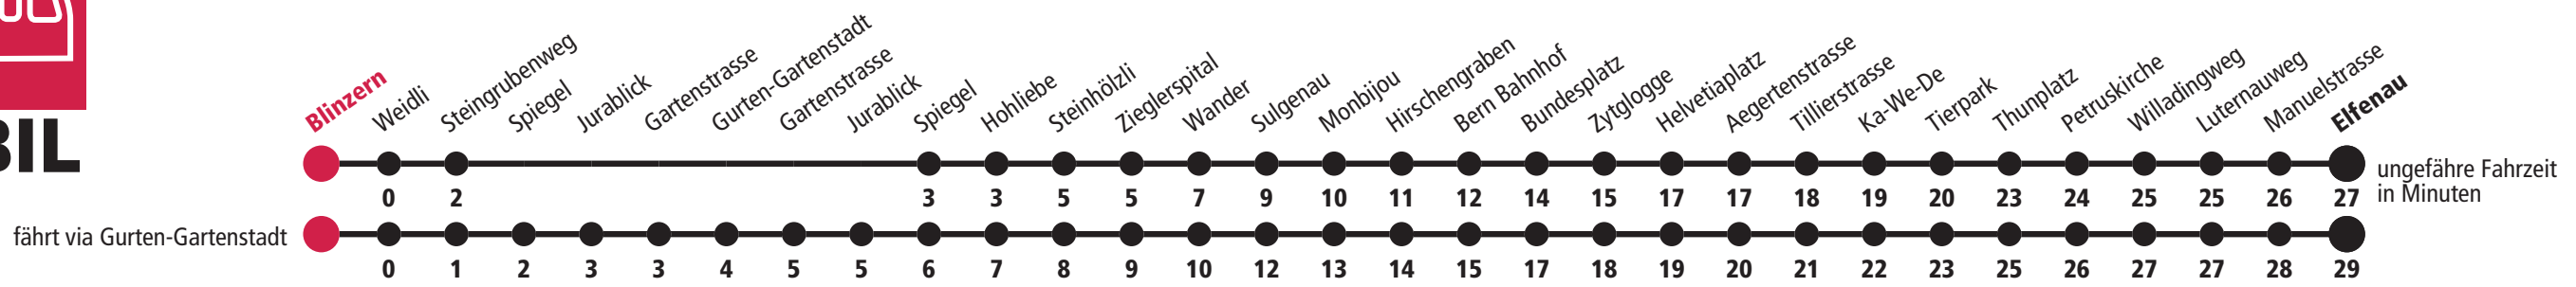 BIL
Blinzern Weidli Steingrubenweg Spiegel Jurablick Gartenstrasse Gurten-Gartenstadt Gartenstrasse Jurablick Spiegel Hohliebe Steinhölzli Zieglerspital Wander Sulgenau Monbijou Hirschengraben Bern Bahnhof Bundesplatz Zytglogge Helvetiaplatz Aegertenstrasse Tillierstrasse Ka-We-De Tierpark Thunplatz Petruskirche Willadingweg Luternauweg Manuelstrasse Elfenau
ungefähre Fahrzeit
in Minuten
0 2 3 3 5 5 7 9 10 11 12 14 15 17 17 18 19 20 23 24 25 25 26 27
fährt via Gurten-Gartenstadt
0 1 2 3 3 4 5 5 6 7 8 9 10 12 13 14 15 17 18 19 20 21 22 23 25 26 27 27 28 29